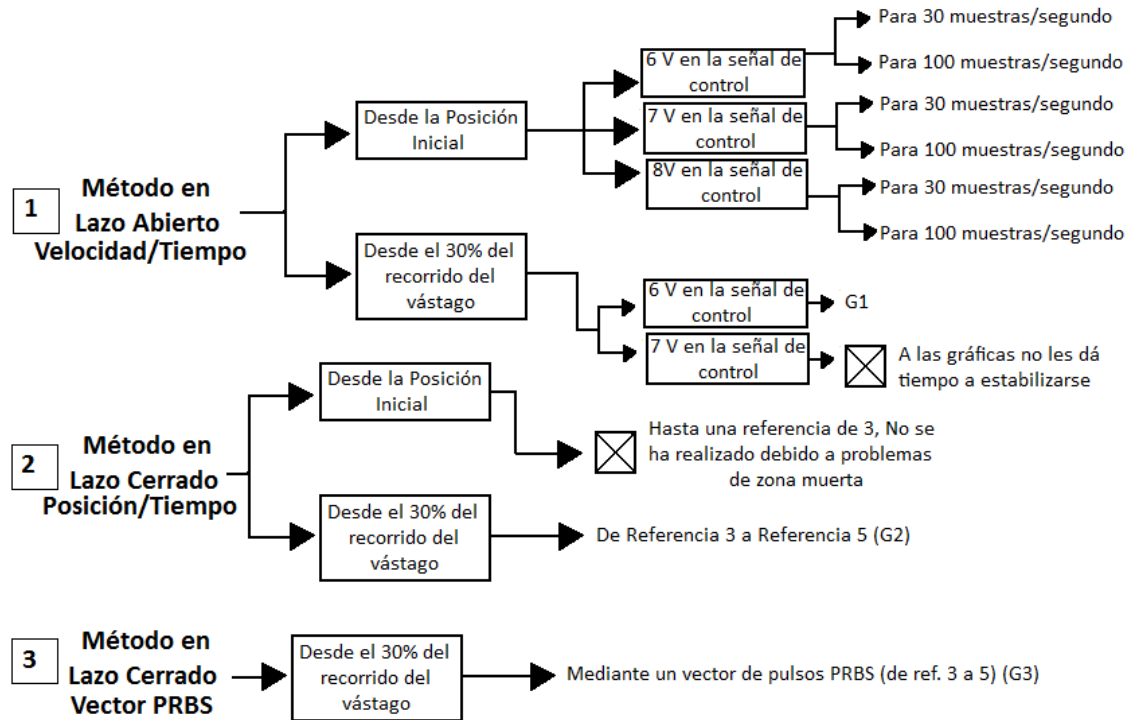 1
Método en
Lazo Abierto
Velocidad/Tiempo
Desde la Posición
Inicial
6 V en la señal de
control
Para 30 muestras/segundo
Para 100 muestras/segundo
7 V en la señal de
control
Para 30 muestras/segundo
Para 100 muestras/segundo
8V en la señal de
control
Para 30 muestras/segundo
Para 100 muestras/segundo
Desde el 30% del
recorrido del
vástago
6 V en la señal de
control
G1
7 V en la señal de
control
A las gráficas no les dá
tiempo a estabilizarse
2
Método en
Lazo Cerrado
Posición/Tiempo
Desde la Posición
Inicial
Hasta una referencia de 3, No se
ha realizado debido a problemas
de zona muerta
Desde el 30% del
recorrido del
vástago
De Referencia 3 a Referencia 5 (G2)
3
Método en
Lazo Cerrado
Vector PRBS
Desde el 30% del
recorrido del
vástago
Mediante un vector de pulsos PRBS (de ref. 3 a 5) (G3)